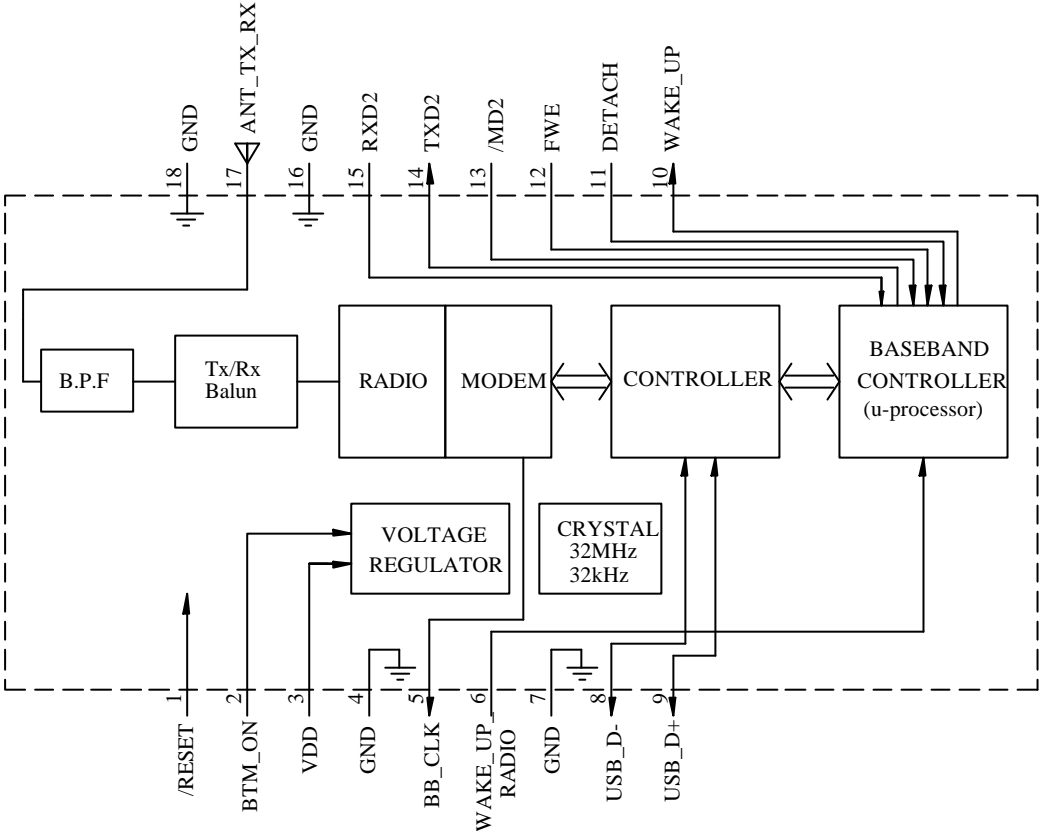 GND
ANT_TX_RX
GND
RXD2
TXD2
/MD2
FWE
DETACH
WAKE_UP
18
17
16
15
14
13
12
11
10
B.P.F
Tx/Rx
Balun
RADIO
MODEM
CONTROLLER
BASEBAND
CONTROLLER
(u-processor)
VOLTAGE
REGULATOR
CRYSTAL
32MHz
32kHz
1
2
3
4
5
6
7
8
9
/RESET
BTM_ON
VDD
GND
BB_CLK
WAKE_UP_
RADIO
GND
USB_D-
USB_D+